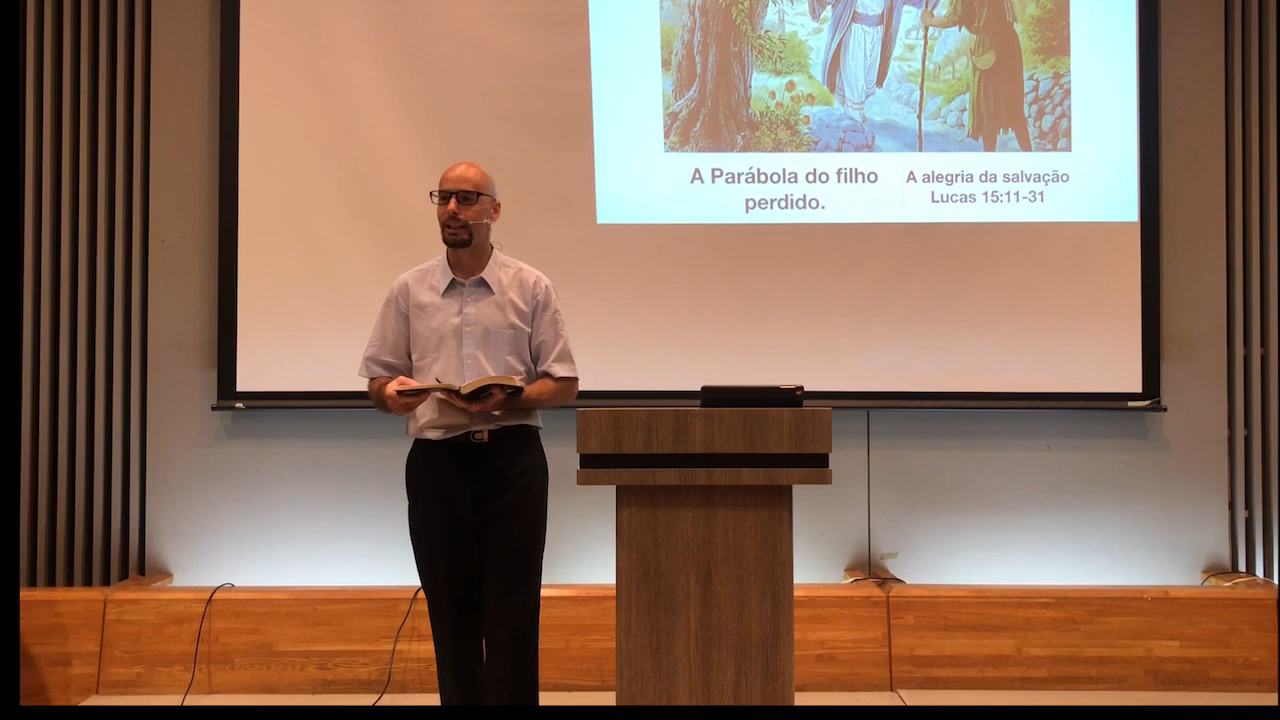 A Parábola do filho
perdido.
A alegria da salvação
Lucas 15:11-31